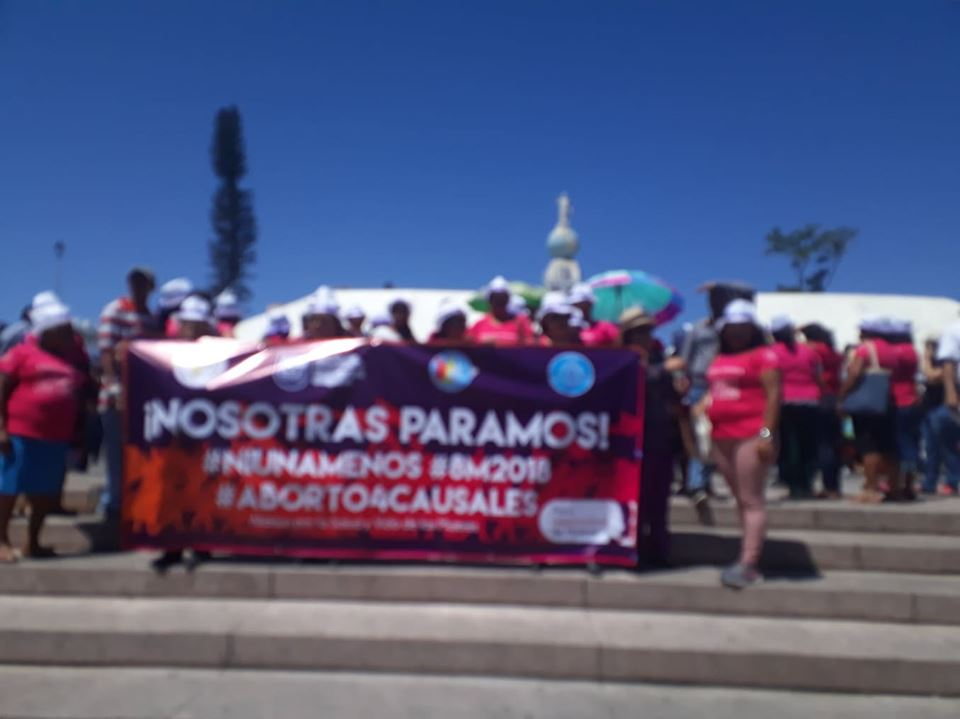 ¡NOSOTRAS PARAMOS!
#NIUNAMENOS #8M2018
#ABORTO4CAUSALES